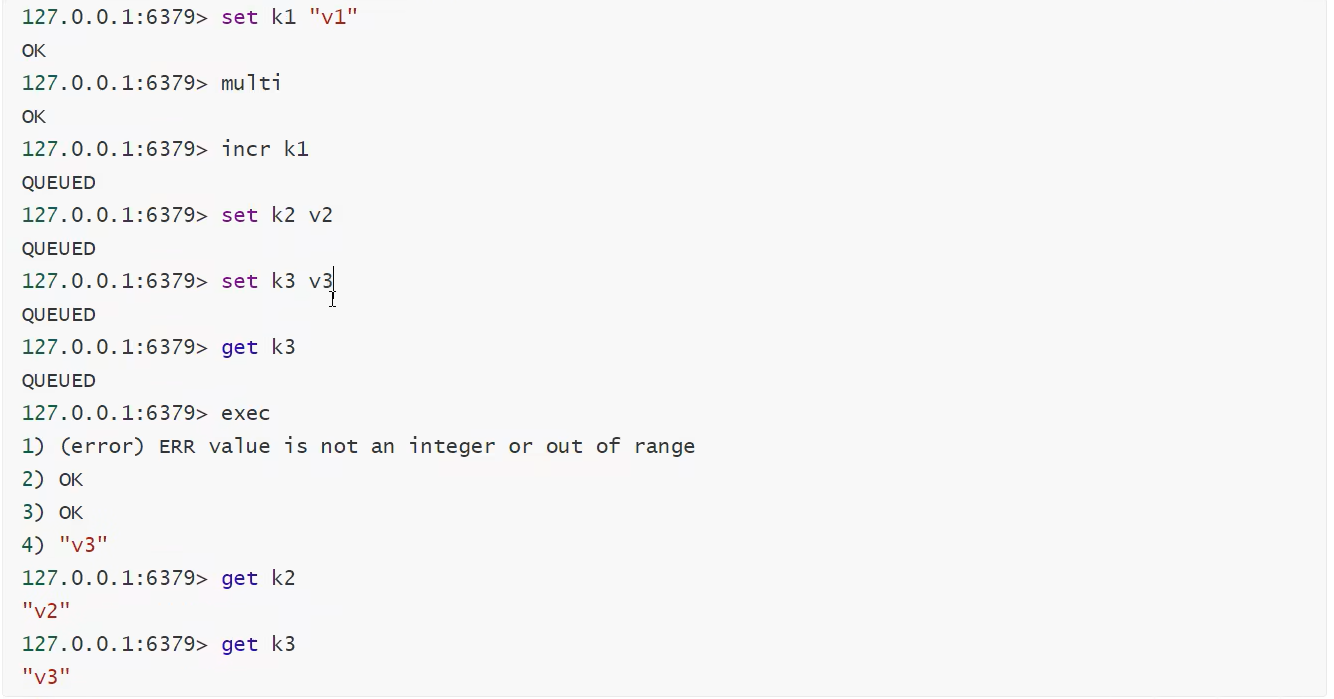 127.0.0.1:6379> set k1 "v1"
OK
127.0.0.1:6379> multi
OK
127.0.0.1:6379> incr k1
QUEUED
127.0.0.1:6379> set k2 v2
QUEUED
127.0.0.1:6379> set k3 v3
QUEUED
127.0.0.1:6379> get k3
QUEUED
127.0.0.1:6379> exec
1) (error) ERR value is not an integer or out of range
2) OK
3) OK
4) "v3"
127.0.0.1:6379> get k2
"v2"
127.0.0.1:6379> get k3
"v3"